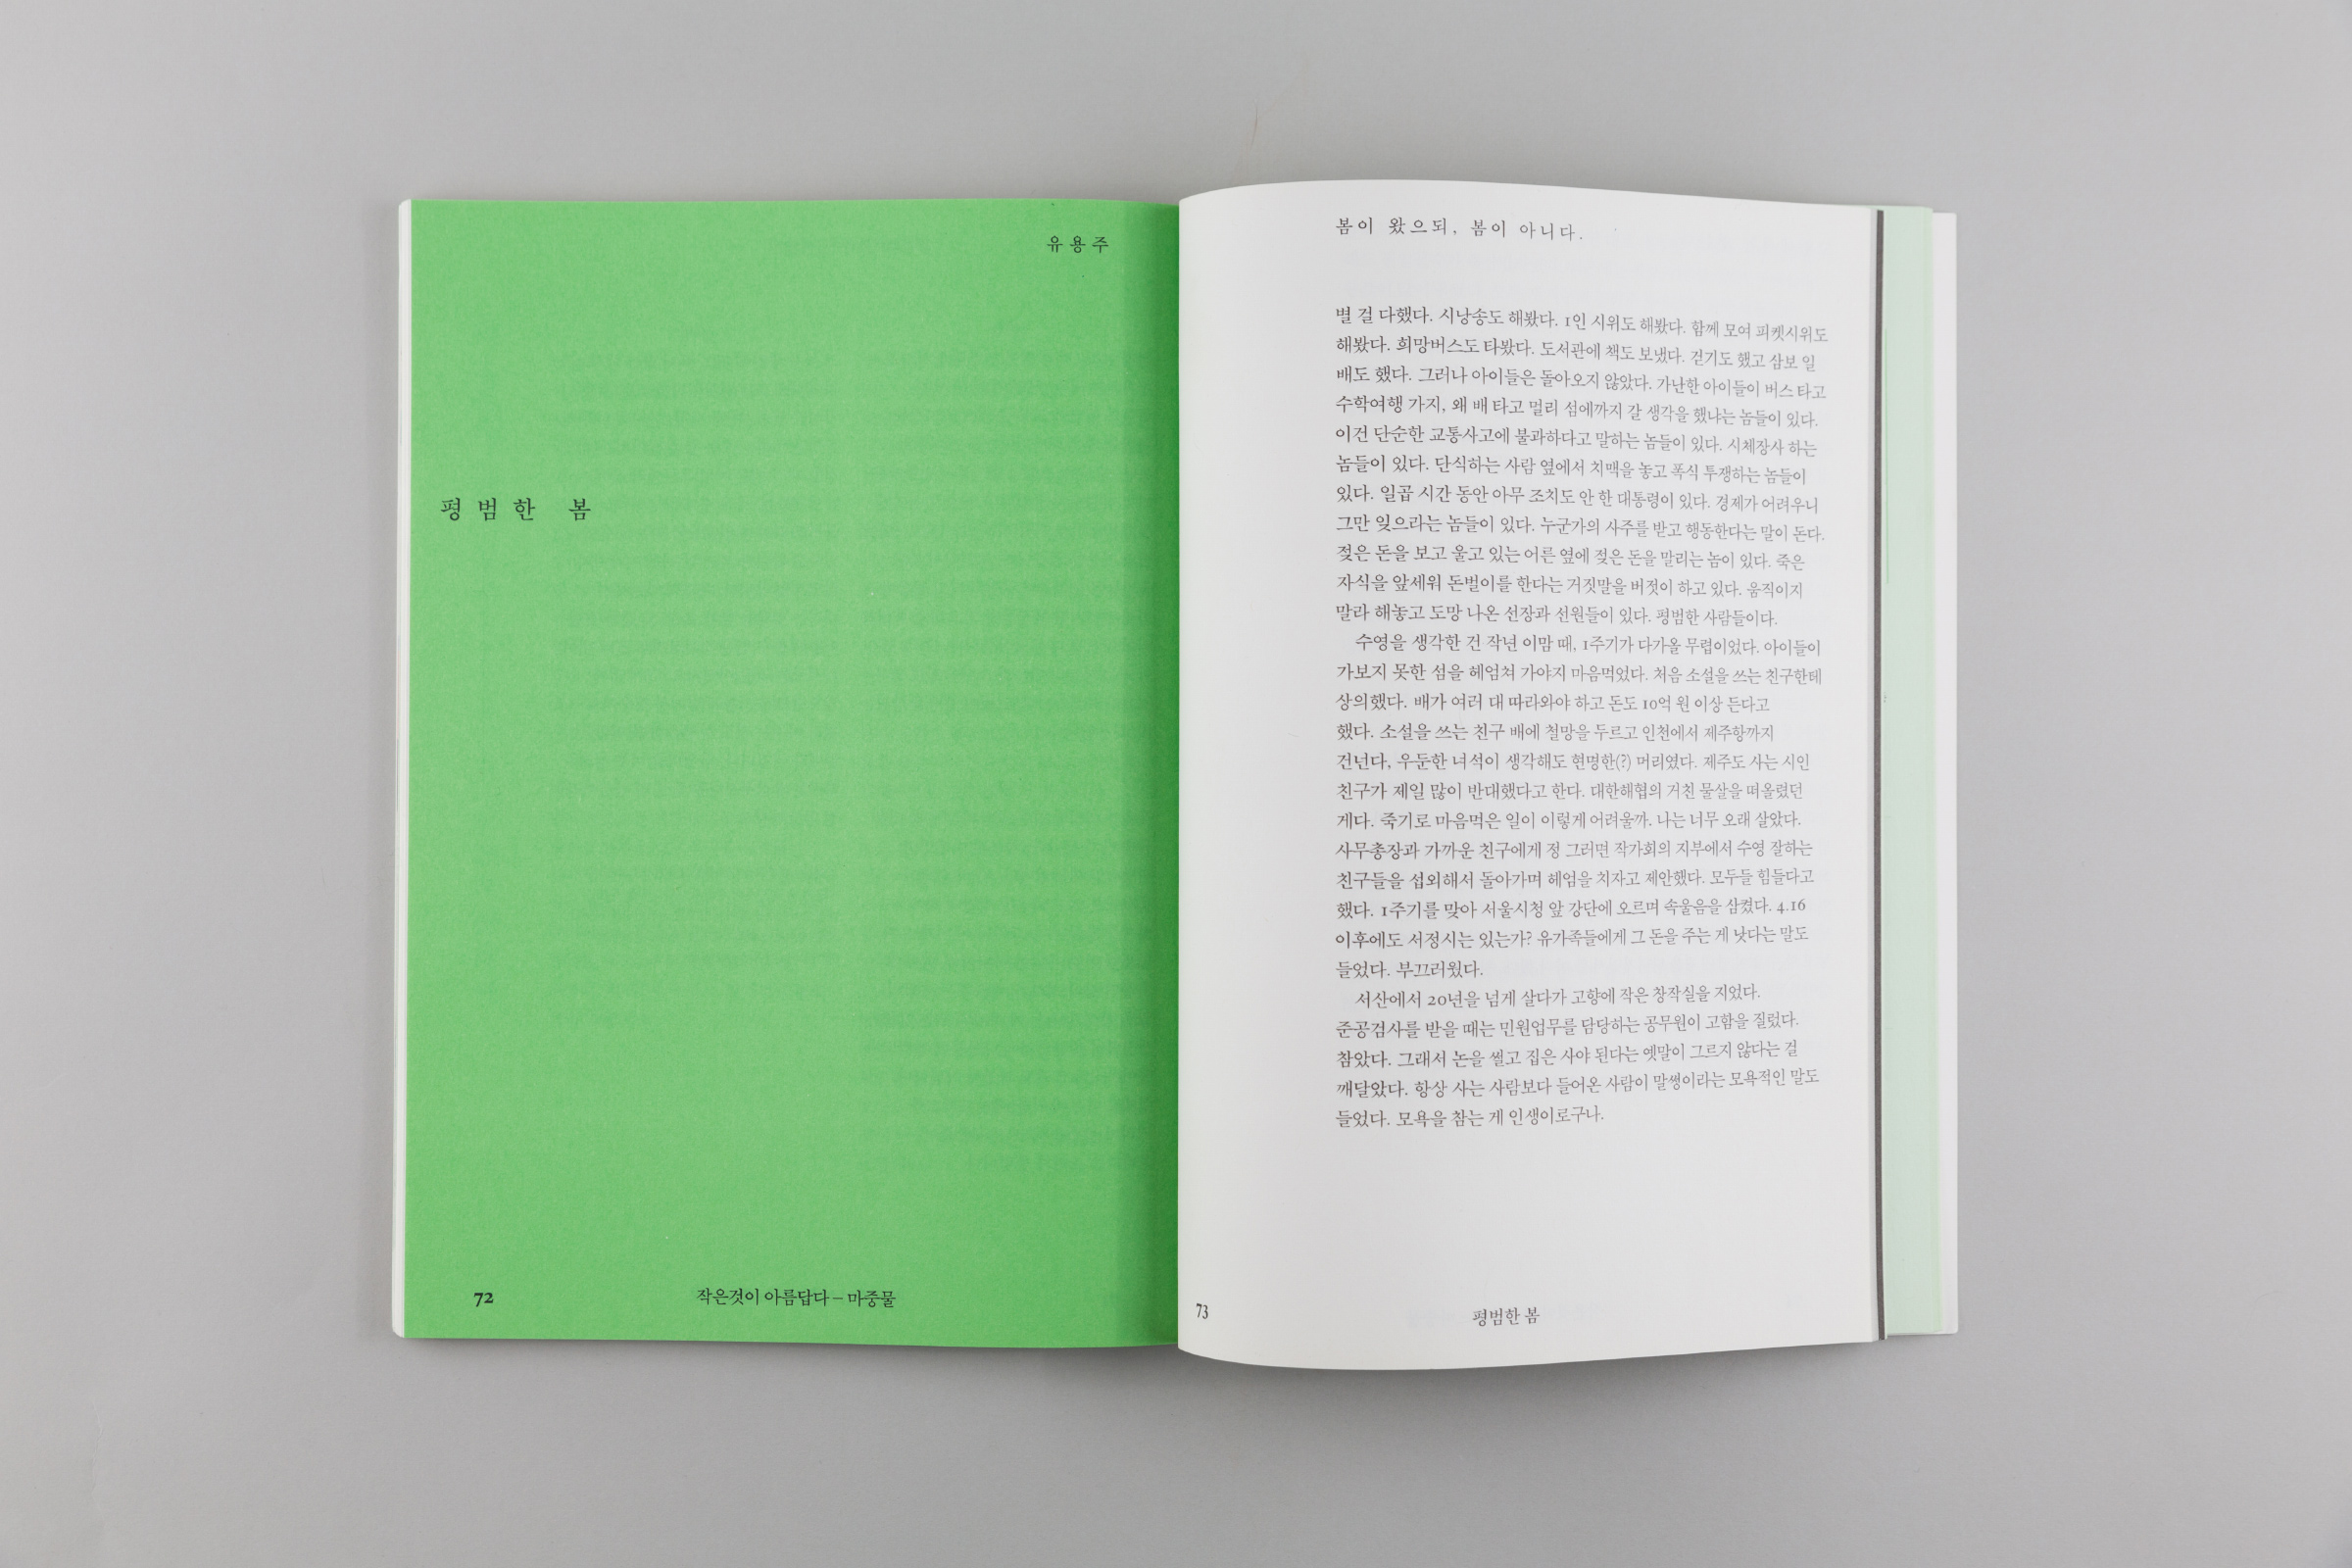 유용주
평범한 봄
72
작은것이 아름답다 – 마중물
봄이 왔으되, 봄이 아니다.
별 걸 다했다. 시낭송도 해봤다. 1인 시위도 해봤다. 함께 모여 피켓시위도
해봤다. 희망버스도 타봤다. 도서관에 책도 보냈다. 걷기도 했고 삼보 일
배도 했다. 그러나 아이들은 돌아오지 않았다. 가난한 아이들이 버스 타고
수학여행 가지, 왜 배 타고 멀리 섬에까지 갈 생각을 했냐는 놈들이 있다.
이건 단순한 교통사고에 불과하다고 말하는 놈들이 있다. 시체장사 하는
놈들이 있다. 단식하는 사람 옆에서 치맥을 놓고 폭식 투쟁하는 놈들이
있다. 일곱 시간 동안 아무 조치도 안 한 대통령이 있다. 경제가 어려우니
그만 잊으라는 놈들이 있다. 누군가의 사주를 받고 행동한다는 말이 돈다.
젖은 돈을 보고 울고 있는 어른 옆에 젖은 돈을 말리는 놈이 있다. 죽은
자식을 앞세워 돈벌이를 한다는 거짓말을 버젓이 하고 있다. 움직이지
말라 해놓고 도망 나온 선장과 선원들이 있다. 평범한 사람들이다.
수영을 생각한 건 작년 이맘 때, 1주기가 다가올 무렵이었다. 아이들이
가보지 못한 섬을 헤엄쳐 가야지 마음먹었다. 처음 소설을 쓰는 친구한테
상의했다. 배가 여러 대 따라와야 하고 돈도 10억 원 이상 든다고
했다. 소설을 쓰는 친구 배에 철망을 두르고 인천에서 제주항까지
건넌다, 우둔한 녀석이 생각해도 현명한(?) 머리였다. 제주도 사는 시인
친구가 제일 많이 반대했다고 한다. 대한해협의 거친 물살을 떠올렸던
게다. 죽기로 마음먹은 일이 이렇게 어려울까. 나는 너무 오래 살았다.
사무총장과 가까운 친구에게 정 그러면 작가회의 지부에서 수영 잘하는
친구들을 섭외해서 돌아가며 헤엄을 치자고 제안했다. 모두들 힘들다고
했다. 1주기를 맞아 서울시청 앞 강단에 오르며 속울음을 삼켰다. 4.16
이후에도 서정시는 있는가? 유가족들에게 그 돈을 주는 게 낫다는 말도
들었다. 부끄러웠다.
서산에서 20년을 넘게 살다가 고향에 작은 창작실을 지었다.
준공검사를 받을 때는 민원업무를 담당하는 공무원이 고함을 질렀다.
참았다. 그래서 논을 썰고 집은 사야 된다는 옛말이 그르지 않다는 걸
깨달았다. 항상 사는 사람보다 들어온 사람이 말썽이라는 모욕적인 말도
들었다. 모욕을 참는 게 인생이로구나.
73
평범한 봄